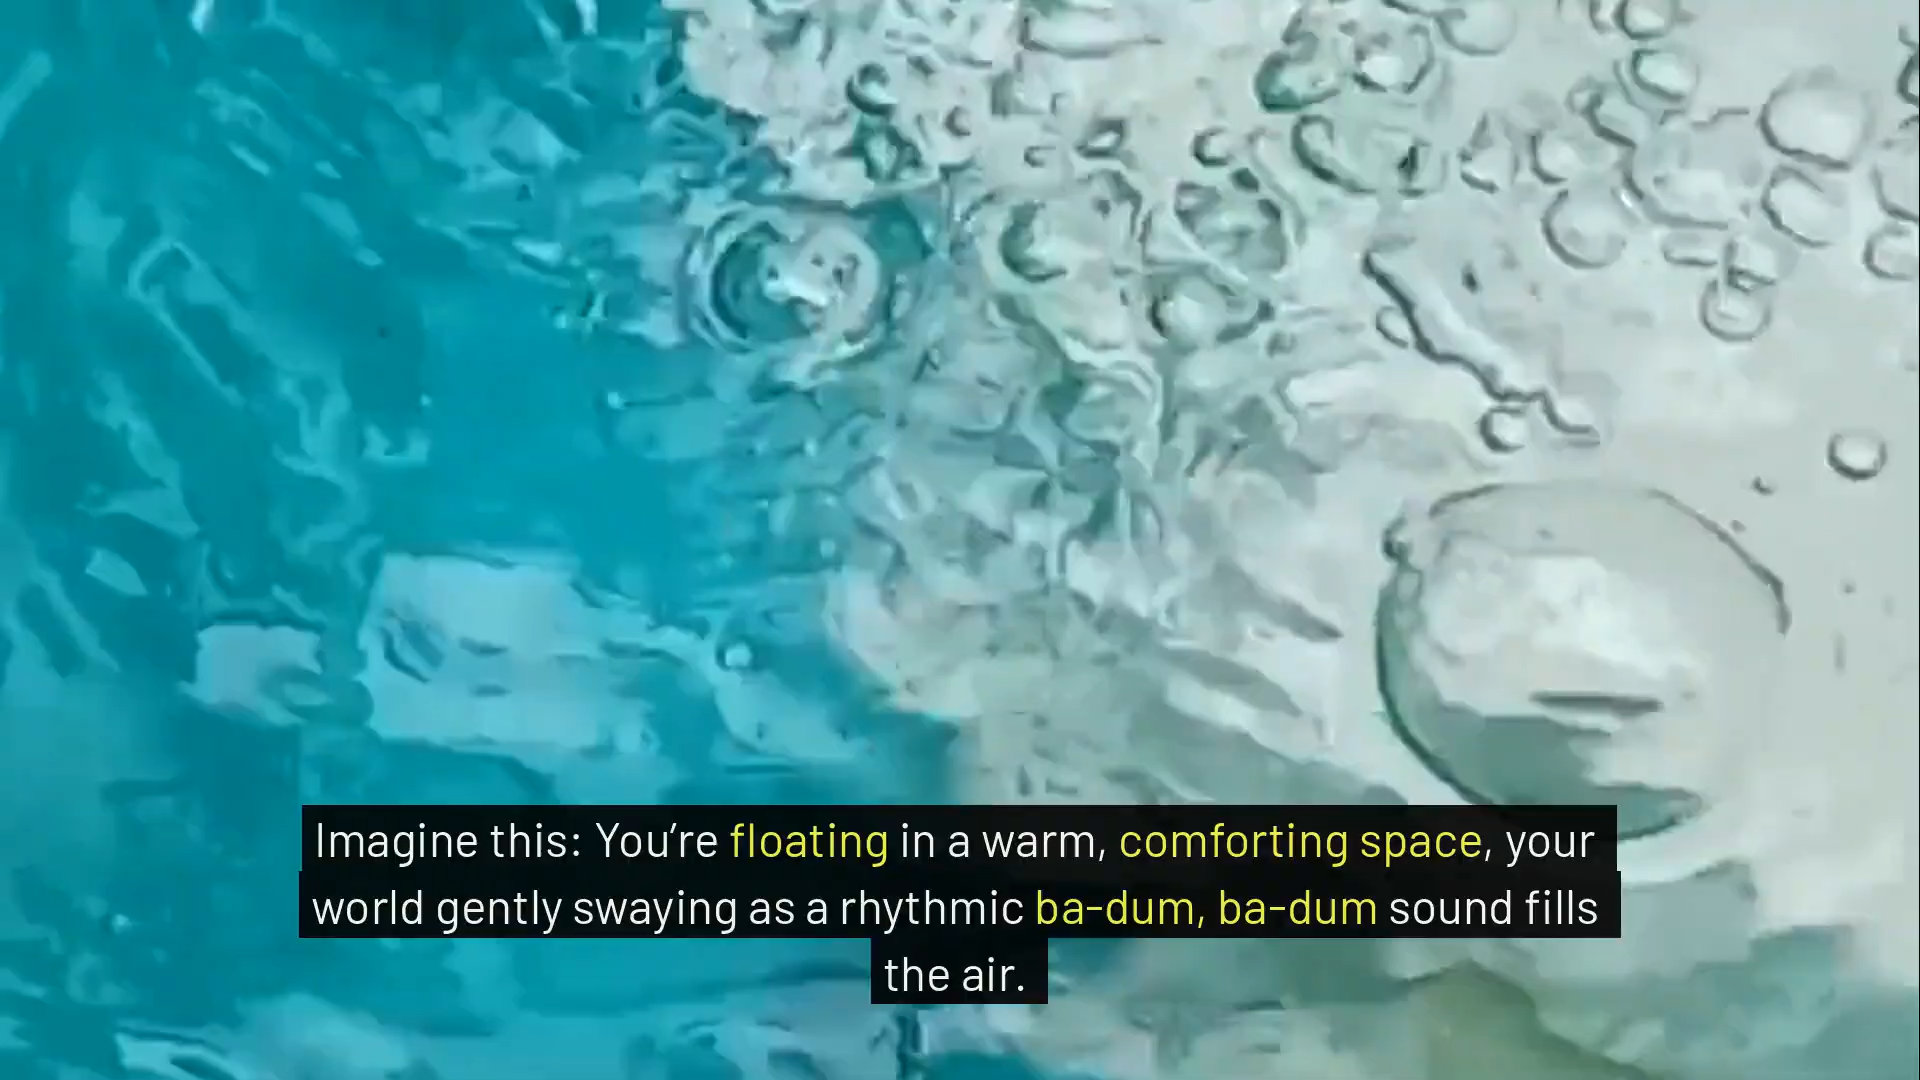 Imagine this: You’re floating in a warm, comforting space, your
world gently swaying as a rhythmic ba-dum, ba-dum sound fills
the air.